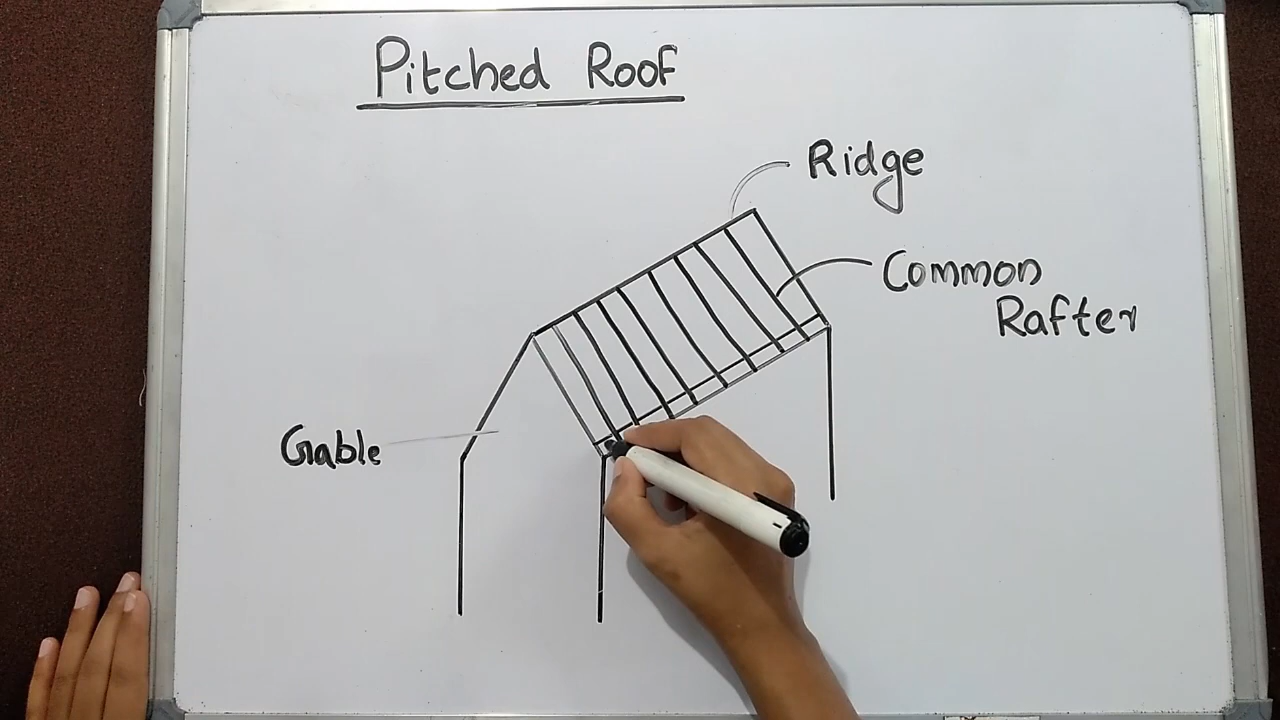 Pitched Roof
Ridge
Common
Rafter
Gable